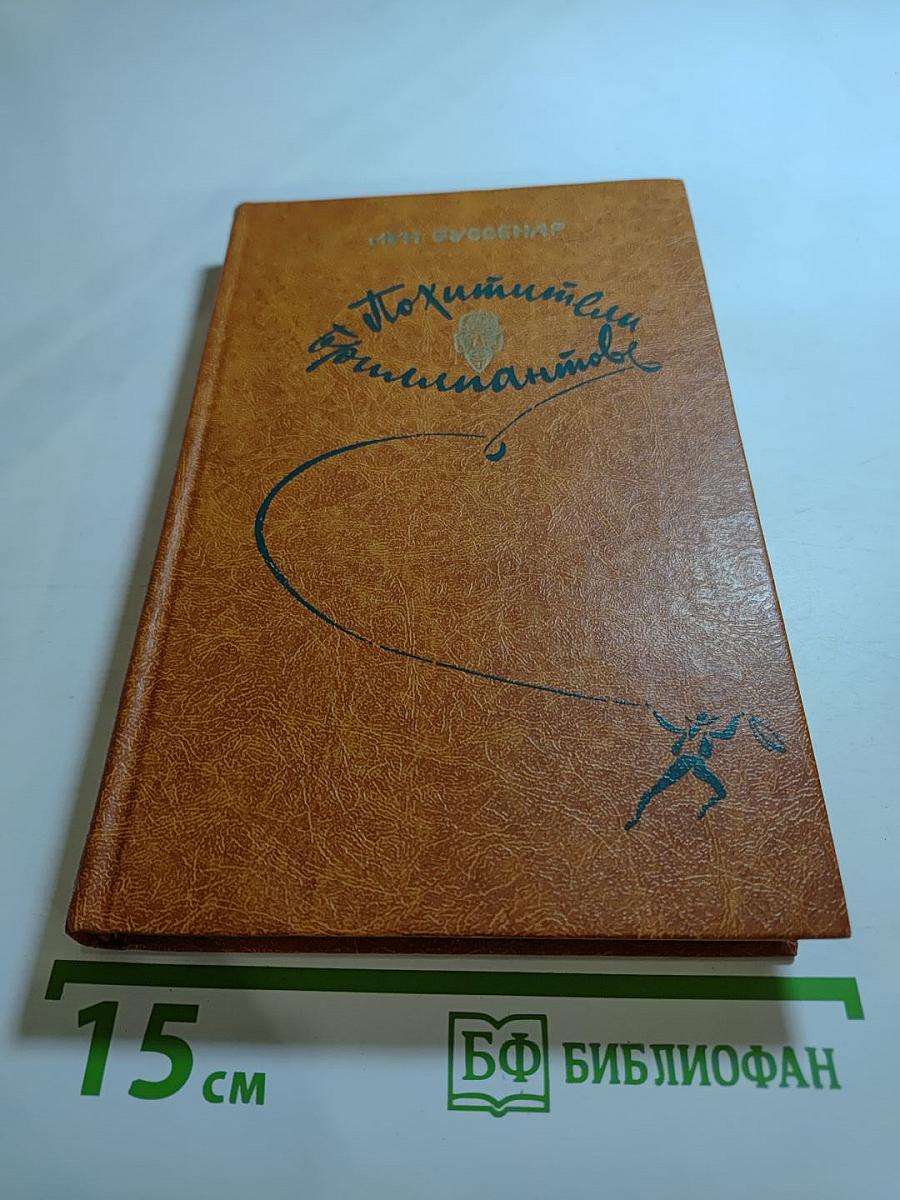 ЛУИ БУССЕНАР
Похитители
бриллиантов
15 см
БФ БИБЛИОФАН